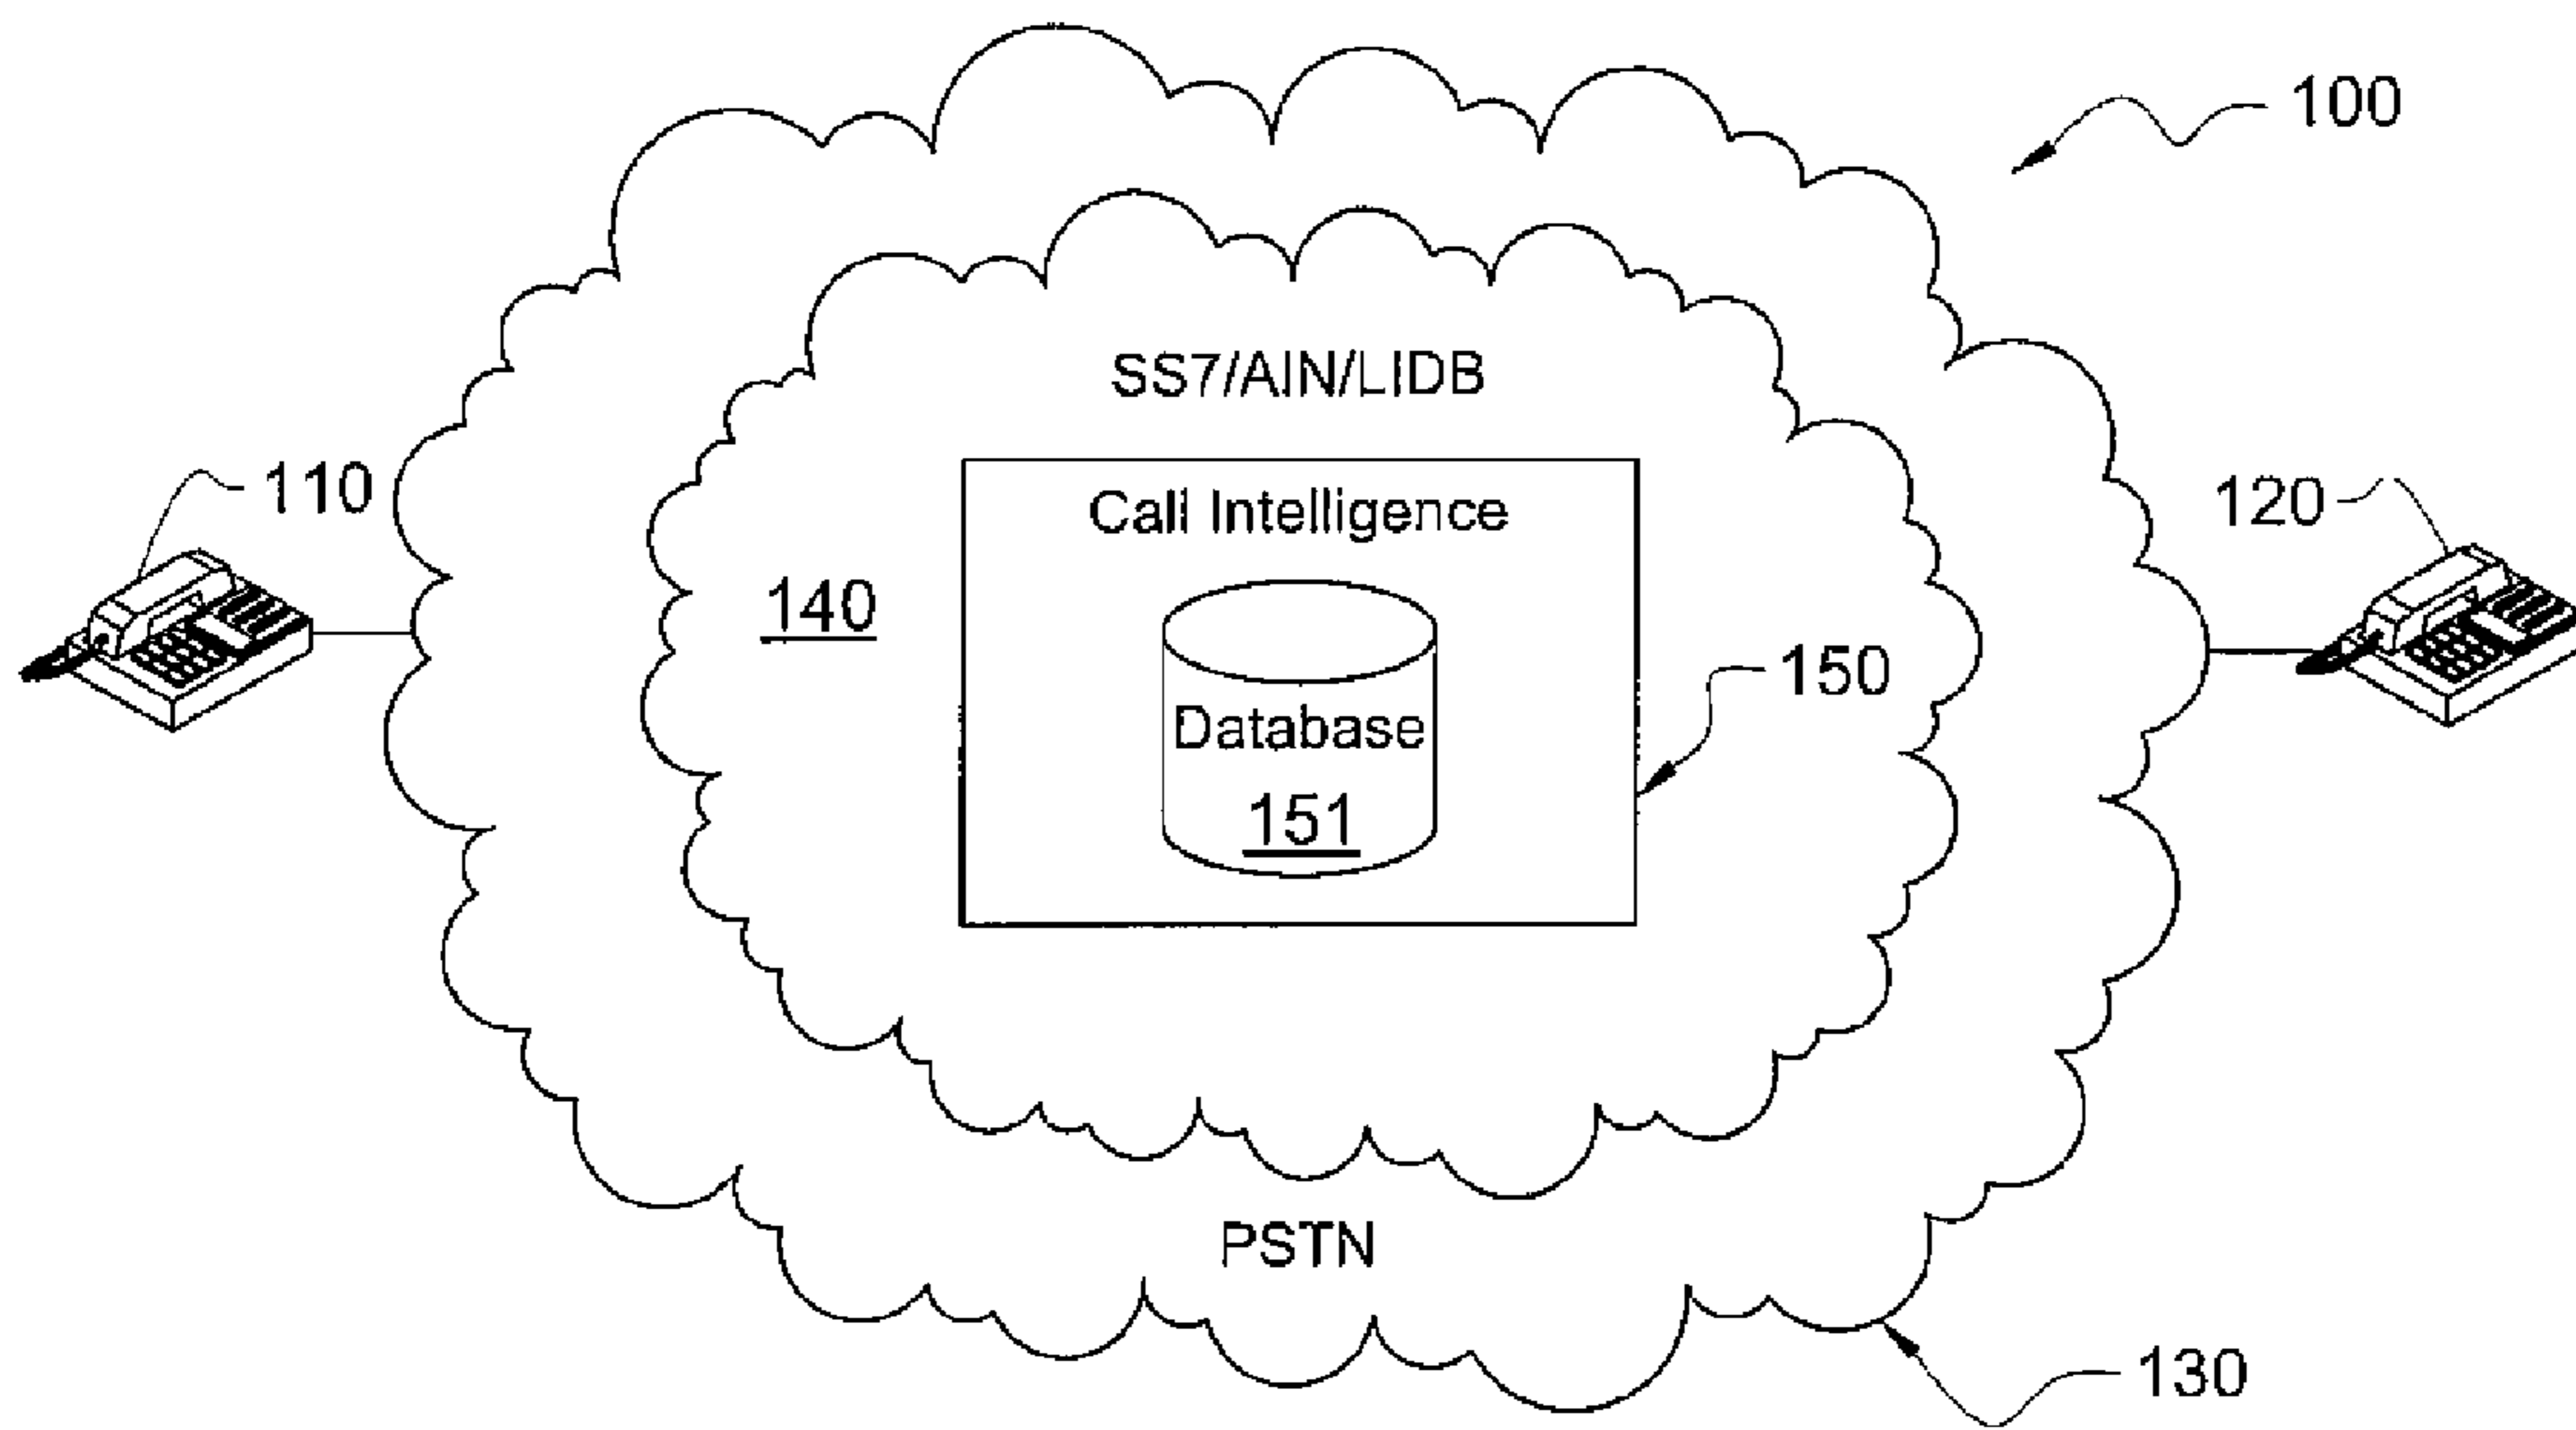 100
SS7/AIN/LIDB
110
Call Intelligence
120
140
150
Database
151
PSTN
130